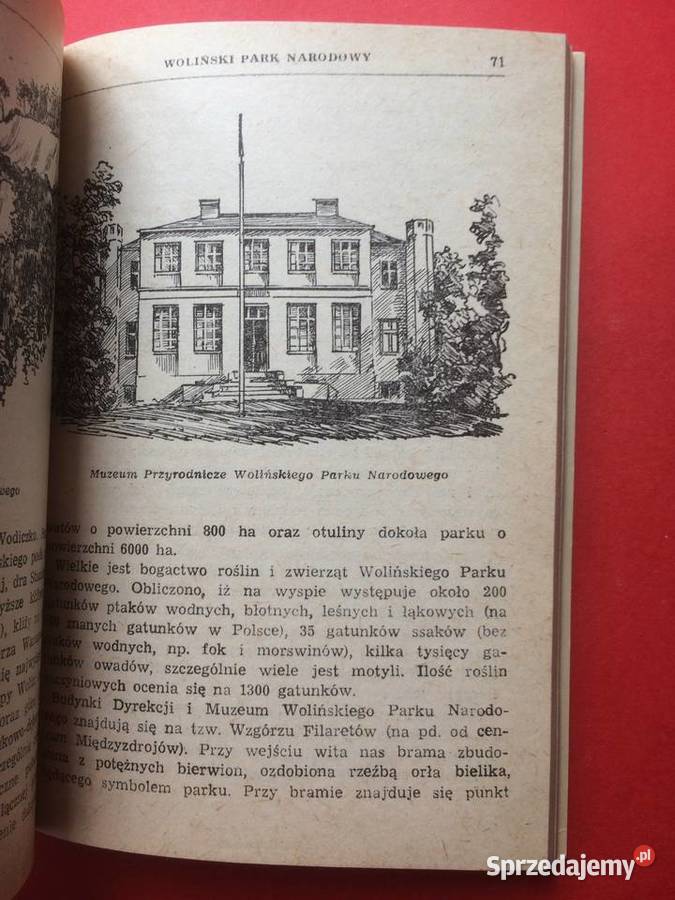 WOLIŃSKI PARK NARODOWY 71
Muzeum Przyrodnicze Wolińskiego Parku Narodowego
o powierzchni 800 ha oraz otuliny dokoła parku o
powierzchni 6000 ha.
Wielkie jest bogactwo roślin i zwierząt Wolińskiego Parku
Narodowego. Obliczono, iż na wyspie występuje około 200
gatunków ptaków wodnych, błotnych, leśnych i łąkowych (na
znanych gatunków w Polsce), 35 gatunków ssaków (bez
ssaków wodnych, np. fok i morswinów), kilka tysięcy ga-
tunków owadów, szczególnie wiele jest motyli. Ilość roślin
naczyniowych ocenia się na 1300 gatunków.
Budynki Dyrekcji i Muzeum Wolińskiego Parku Narodo-
wego znajdują się na tzw. Wzgórzu Filaretów (na pd. od cen-
trum Międzyzdrojów). Przy wejściu wita nas brama zbudo-
wana z potężnych bierwion, ozdobiona rzeźbą orła bielika,
będącego symbolem parku. Przy bramie znajduje się punkt
Wodiczko.
Sprzedajemy.pl